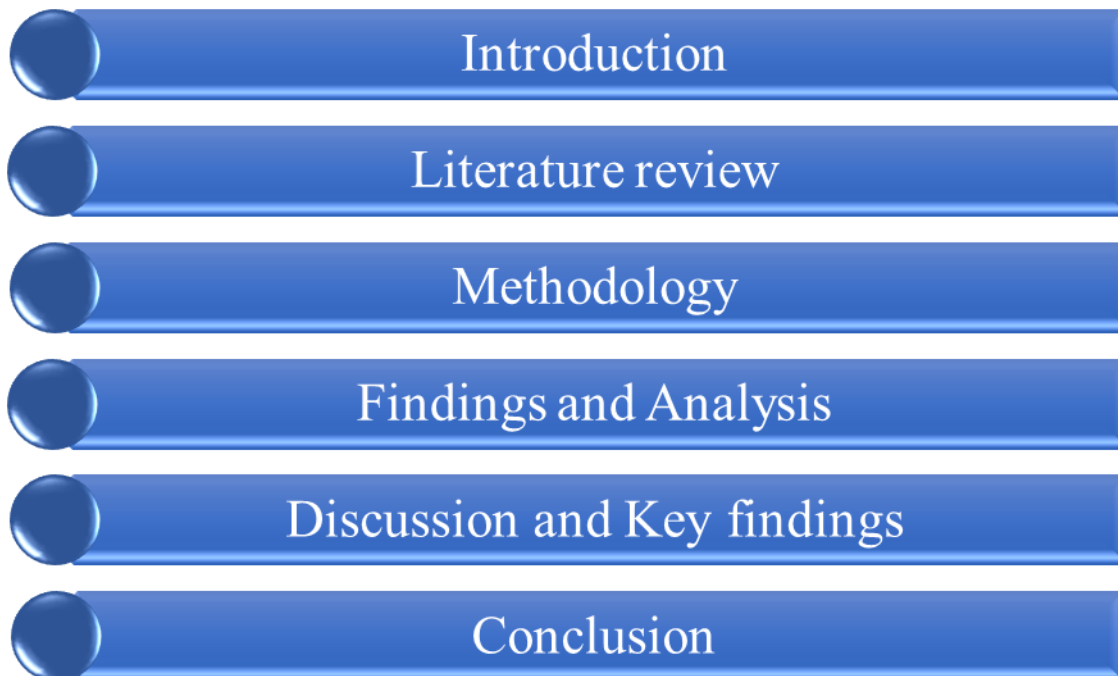 Introduction
Literature review
Methodology
Findings and Analysis
Discussion and Key findings
Conclusion